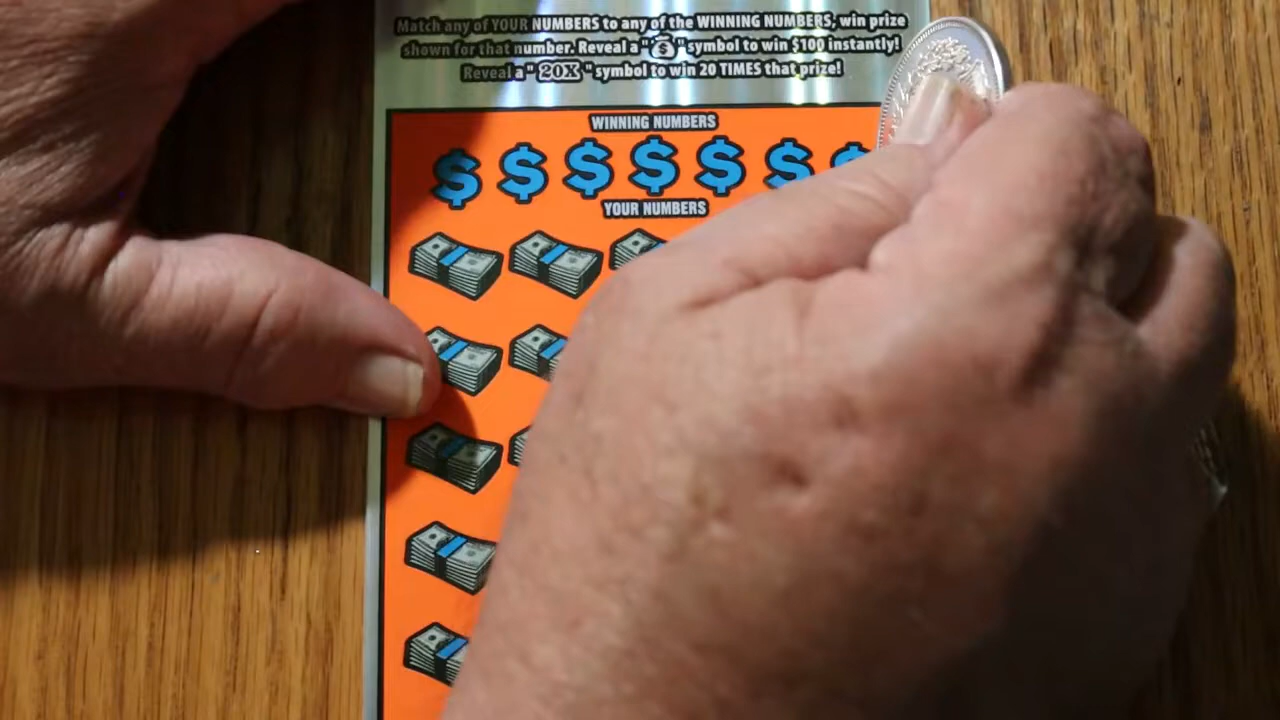 Match any of YOUR NUMBERS to any of the WINNING NUMBERS, win prize
shown for that number. Reveal a "$" symbol to win $100 instantly!
Reveal a "20X" symbol to win 20 TIMES that prize!
WINNING NUMBERS
$ $ $ $ $ $ $
YOUR NUMBERS